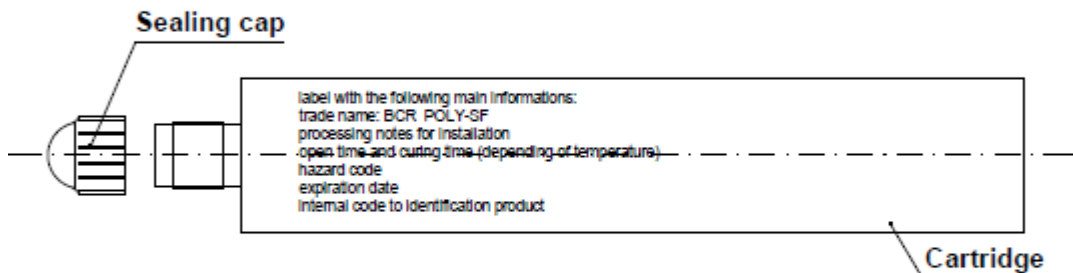 Sealing cap
label with the following main informations:
trade name: BCR POLY-SF
processing notes for installation
open time and curing time (depending of temperature)
hazard code
expiration date
internal code to identification product
Cartridge